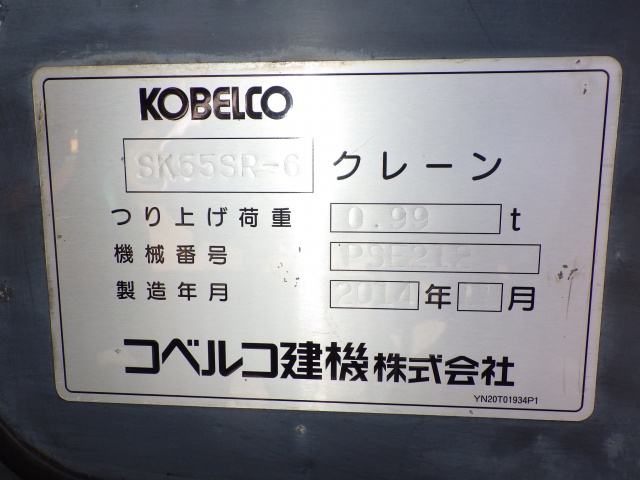 KOBELCO
SK55SR-6 クレーン
つり上げ荷重 0.99 t
機械番号
製造年月 2014 年 月
コベルコ建機株式会社
YN20T01934P1